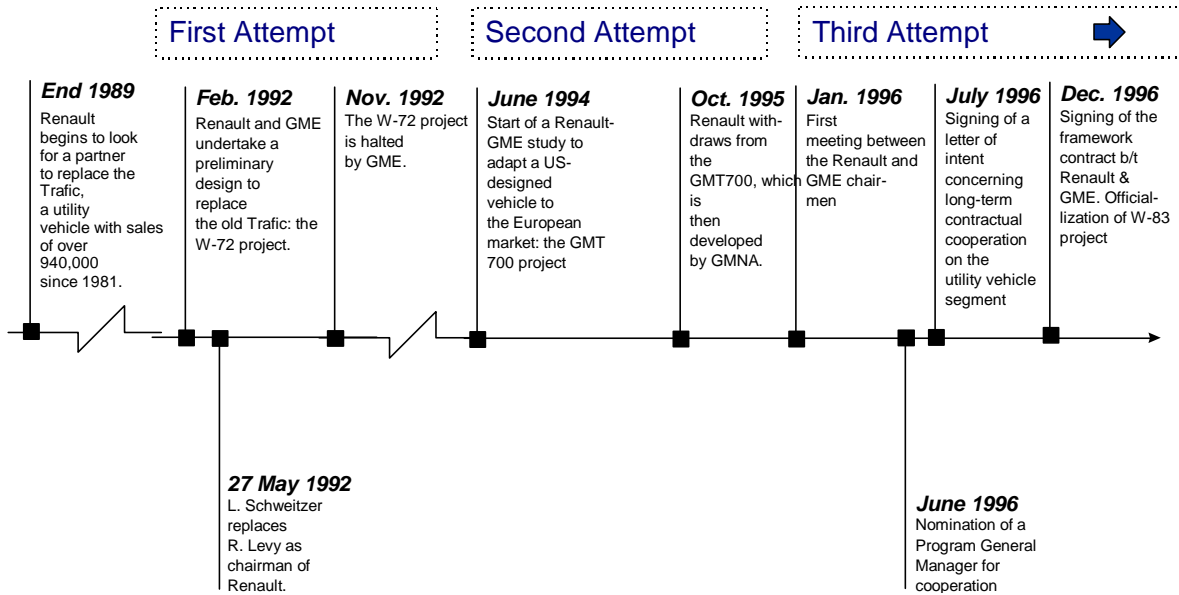 First Attempt
Second Attempt
Third Attempt
End 1989
Renault
begins to look
for a partner
to replace the
Trafic,
a utility
vehicle with sales
of over
940,000
since 1981.
Feb. 1992
Renault and GME
undertake a
preliminary
design to
replace
the old Trafic: the
W-72 project.
Nov. 1992
The W-72 project
is halted
by GME.
June 1994
Start of a Renault-
GME study to
adapt a US-
designed
vehicle to
the European
market: the GMT
700 project
Oct. 1995
Renault with-
draws from
the
GMT700, which
is
then
developed
by GMNA.
Jan. 1996
First
meeting between
the Renault and
GME chair-
men
July 1996
Signing of a
letter of
intent
concerning
long-term
contractual
cooperation
on the
utility vehicle
segment
Dec. 1996
Signing of the
framework
contract b/t
Renault &
GME. Official-
lization of W-83
project
27 May 1992
L. Schweitzer
replaces
R. Levy as
chairman of
Renault.
June 1996
Nomination of a
Program General
Manager for
cooperation